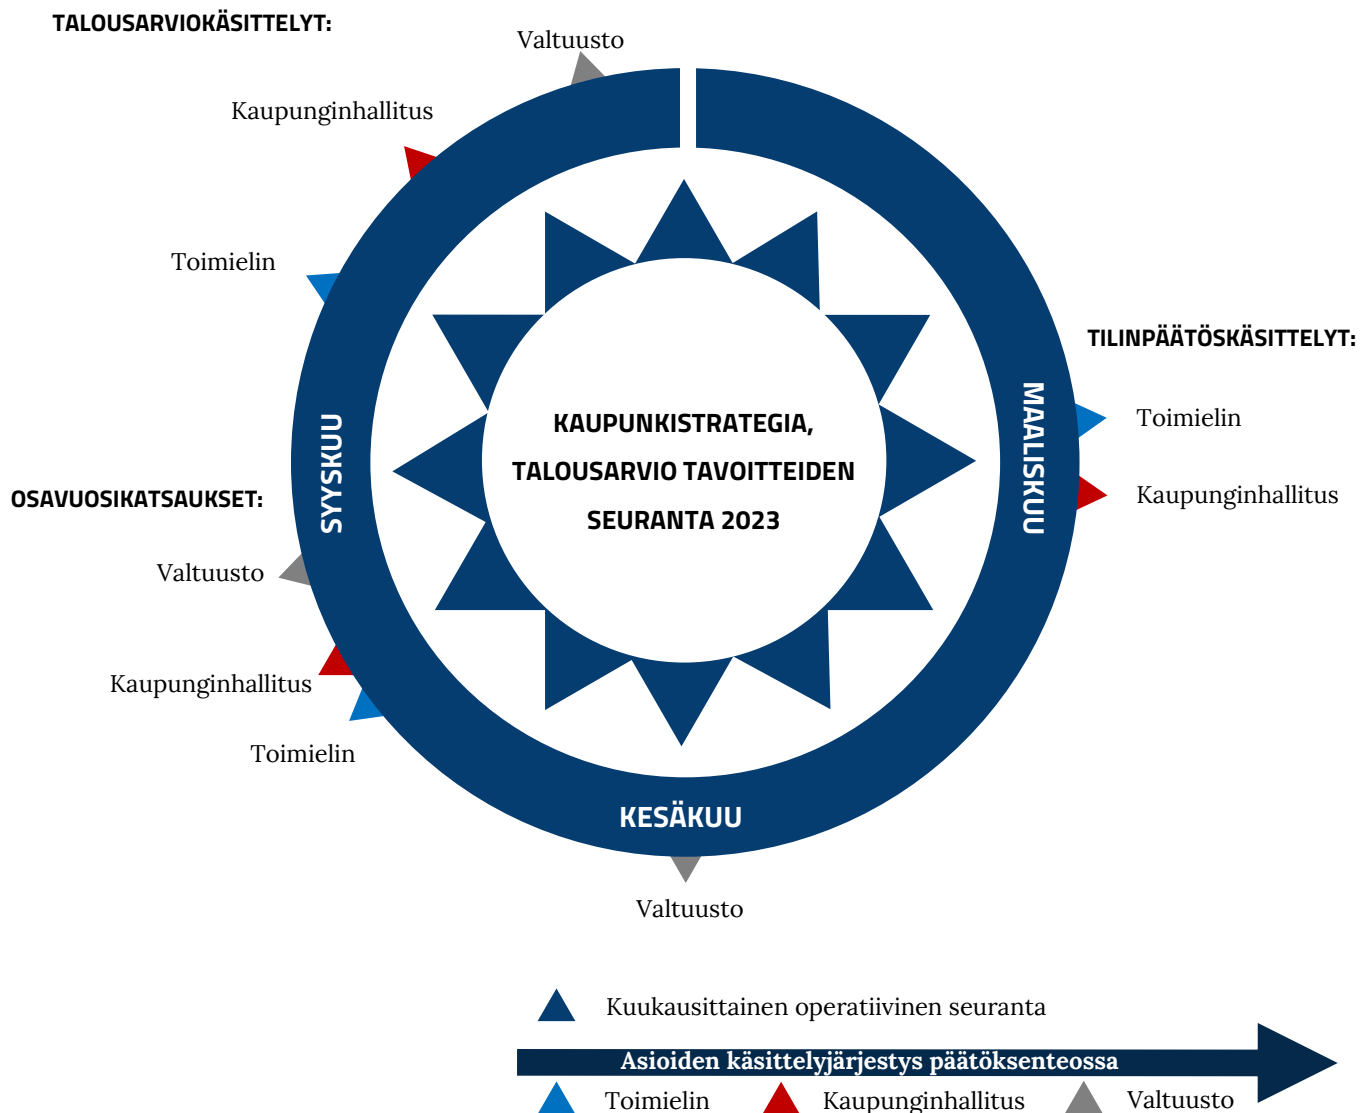 TALOUSARVIOKÄSITTELYT:
Valtuusto
Kaupunginhallitus
Toimielin
TILINPÄÄTÖSKÄSITTELYT:
Toimielin
Kaupunginhallitus
MAALISKUU
KAUPUNKISTRATEGIA,
TALOUSARVIO TAVOITTEIDEN
SEURANTA 2023
SYYSKUU
OSAVUOSIKATSAUKSET:
Valtuusto
Kaupunginhallitus
Toimielin
KESÄKUU
Valtuusto
Kuukausittainen operatiivinen seuranta
Asioiden käsittelyjärjestys päätöksenteossa
Toimielin Kaupunginhallitus Valtuusto